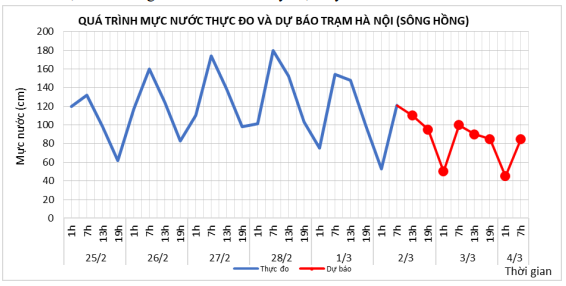 QUÁ TRÌNH MỰC NƯỚC THỰC ĐO VÀ DỰ BÁO TRẠM HÀ NỘI (SÔNG HỒNG)
Mực nước (cm)
200
180
160
140
120
100
80
60
40
20
0
1h 7h 13h 19h 1h 7h 13h 19h 1h 7h 13h 19h 1h 7h 13h 19h 1h 7h 13h 19h 1h 7h 13h 19h 1h 7h 13h 19h 1h 7h
25/2 26/2 27/2 28/2 1/3 2/3 3/3 4/3
Thực đo Dự báo Thời gian